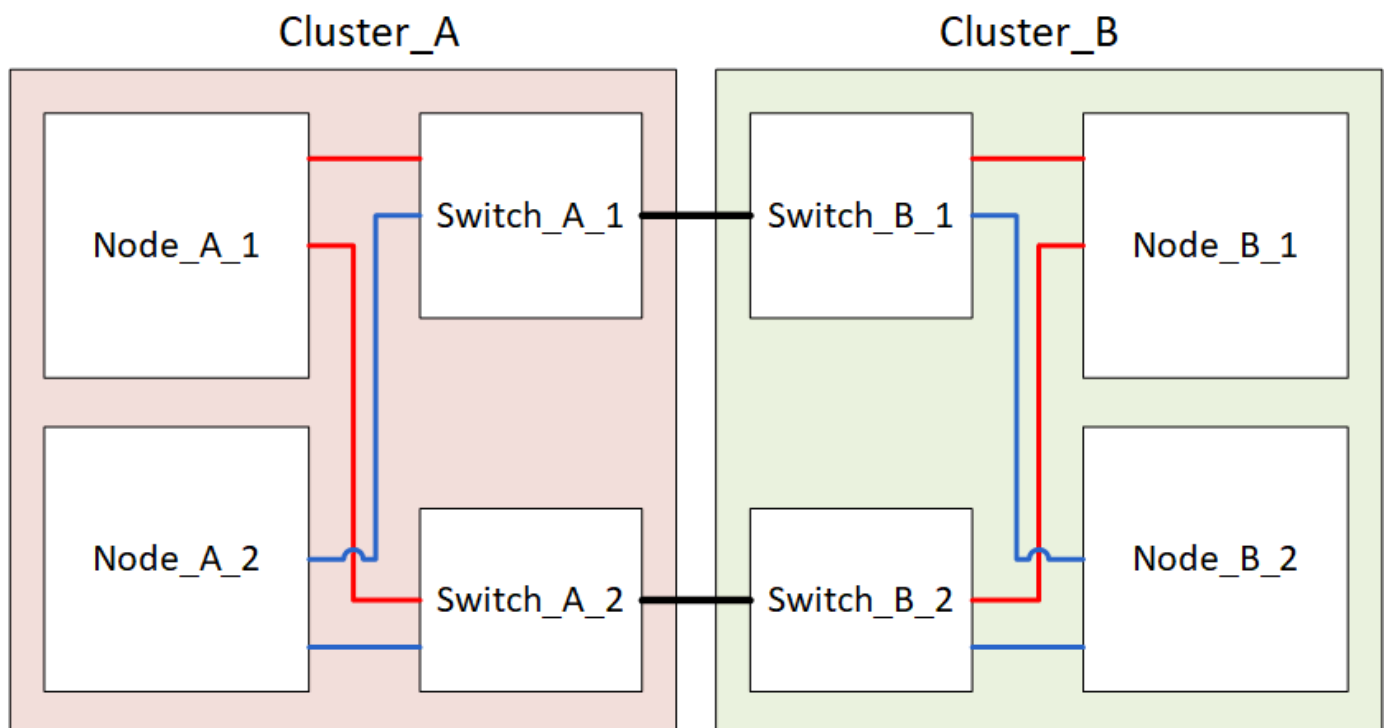 Cluster_A
Cluster_B
Node_A_1
Switch_A_1
Switch_B_1
Node_B_1
Node_A_2
Switch_A_2
Switch_B_2
Node_B_2